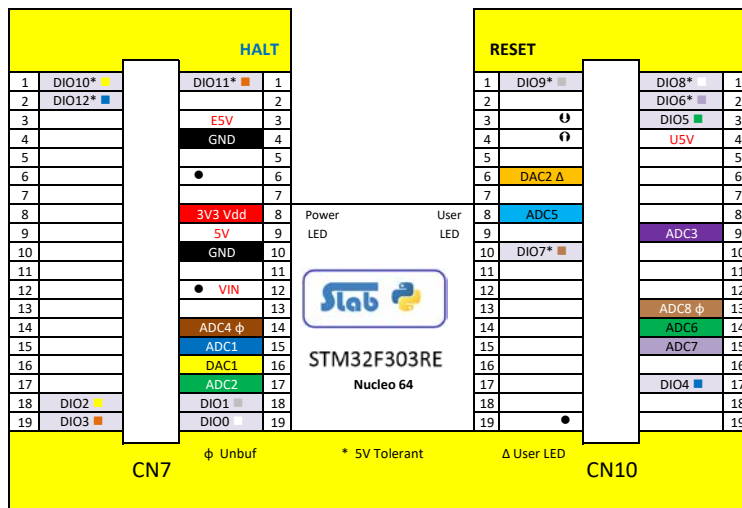 HALT RESET
1 DIO10* DIO11* 1 1 DIO9* DIO8* 1
2 DIO12* 2 2 DIO6* 2
3 E5V 3 3 DIO5 3
4 GND 4 4 U5V 4
5 5 5 5
6 6 6 DAC2 Δ 6
7 7 7 7
8 3V3 Vdd 8 Power User 8 ADC5 8
9 5V 9 LED LED 9 ADC3 9
10 GND 10 10 DIO7* 10
11 11 11 11
12 VIN 12 Slab 12 12
13 13 13 ADC8 ϕ 13
14 ADC4 ϕ 14 14 ADC6 14
15 ADC1 15 STM32F303RE 15 ADC7 15
16 DAC1 16 16 16
17 ADC2 17 Nucleo 64 17 DIO4 17
18 DIO2 DIO1 18 18 18
19 DIO3 DIO0 19 19 19
ϕ Unbuf * 5V Tolerant Δ User LED
CN7 CN10